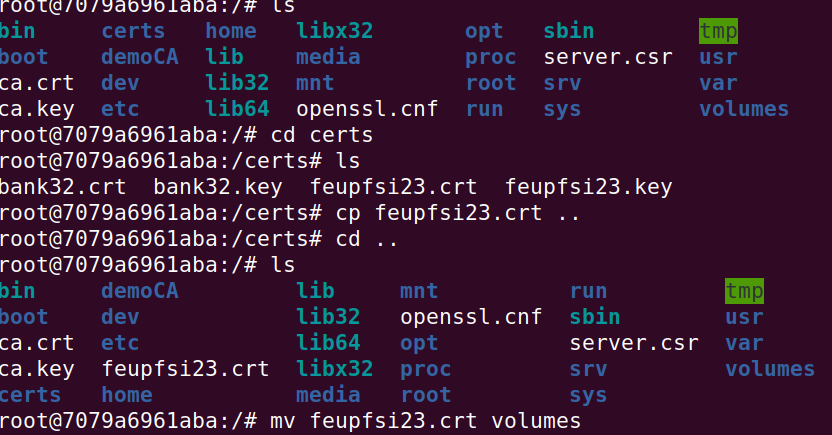 root@7079a6961aba:/# ls
bin certs home libx32 opt sbin tmp
boot demoCA lib media proc server.csr usr
ca.crt dev lib32 mnt root srv var
ca.key etc lib64 openssl.cnf run sys volumes
root@7079a6961aba:/# cd certs
root@7079a6961aba:/certs# ls
bank32.crt bank32.key feupfsi23.crt feupfsi23.key
root@7079a6961aba:/certs# cp feupfsi23.crt ..
root@7079a6961aba:/certs# cd ..
root@7079a6961aba:/# ls
bin demoCA lib mnt run tmp
boot dev lib32 openssl.cnf sbin usr
ca.crt etc lib64 opt server.csr var
ca.key feupfsi23.crt libx32 proc srv volumes
certs home media root sys
root@7079a6961aba:/# mv feupfsi23.crt volumes